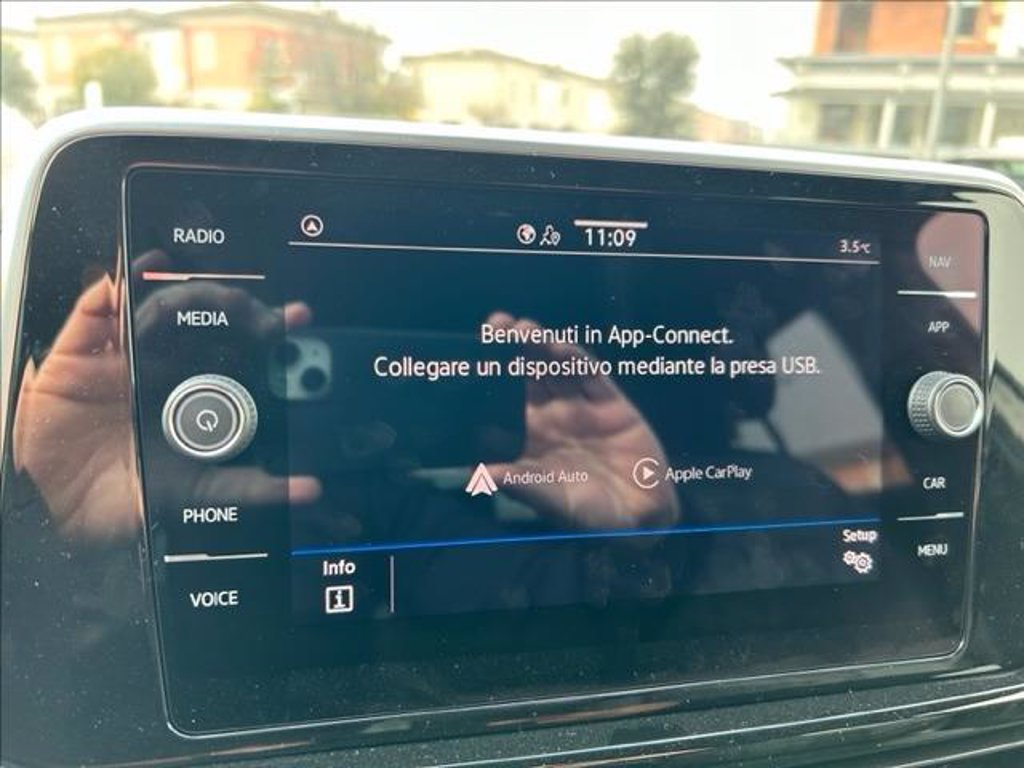 RADIO
MEDIA
PHONE
VOICE
11:09
3.5°C
Benvenuti in App-Connect.
Collegare un dispositivo mediante la presa USB.
Android Auto
Apple CarPlay
Info
Setup
NAV
APP
CAR
MENU